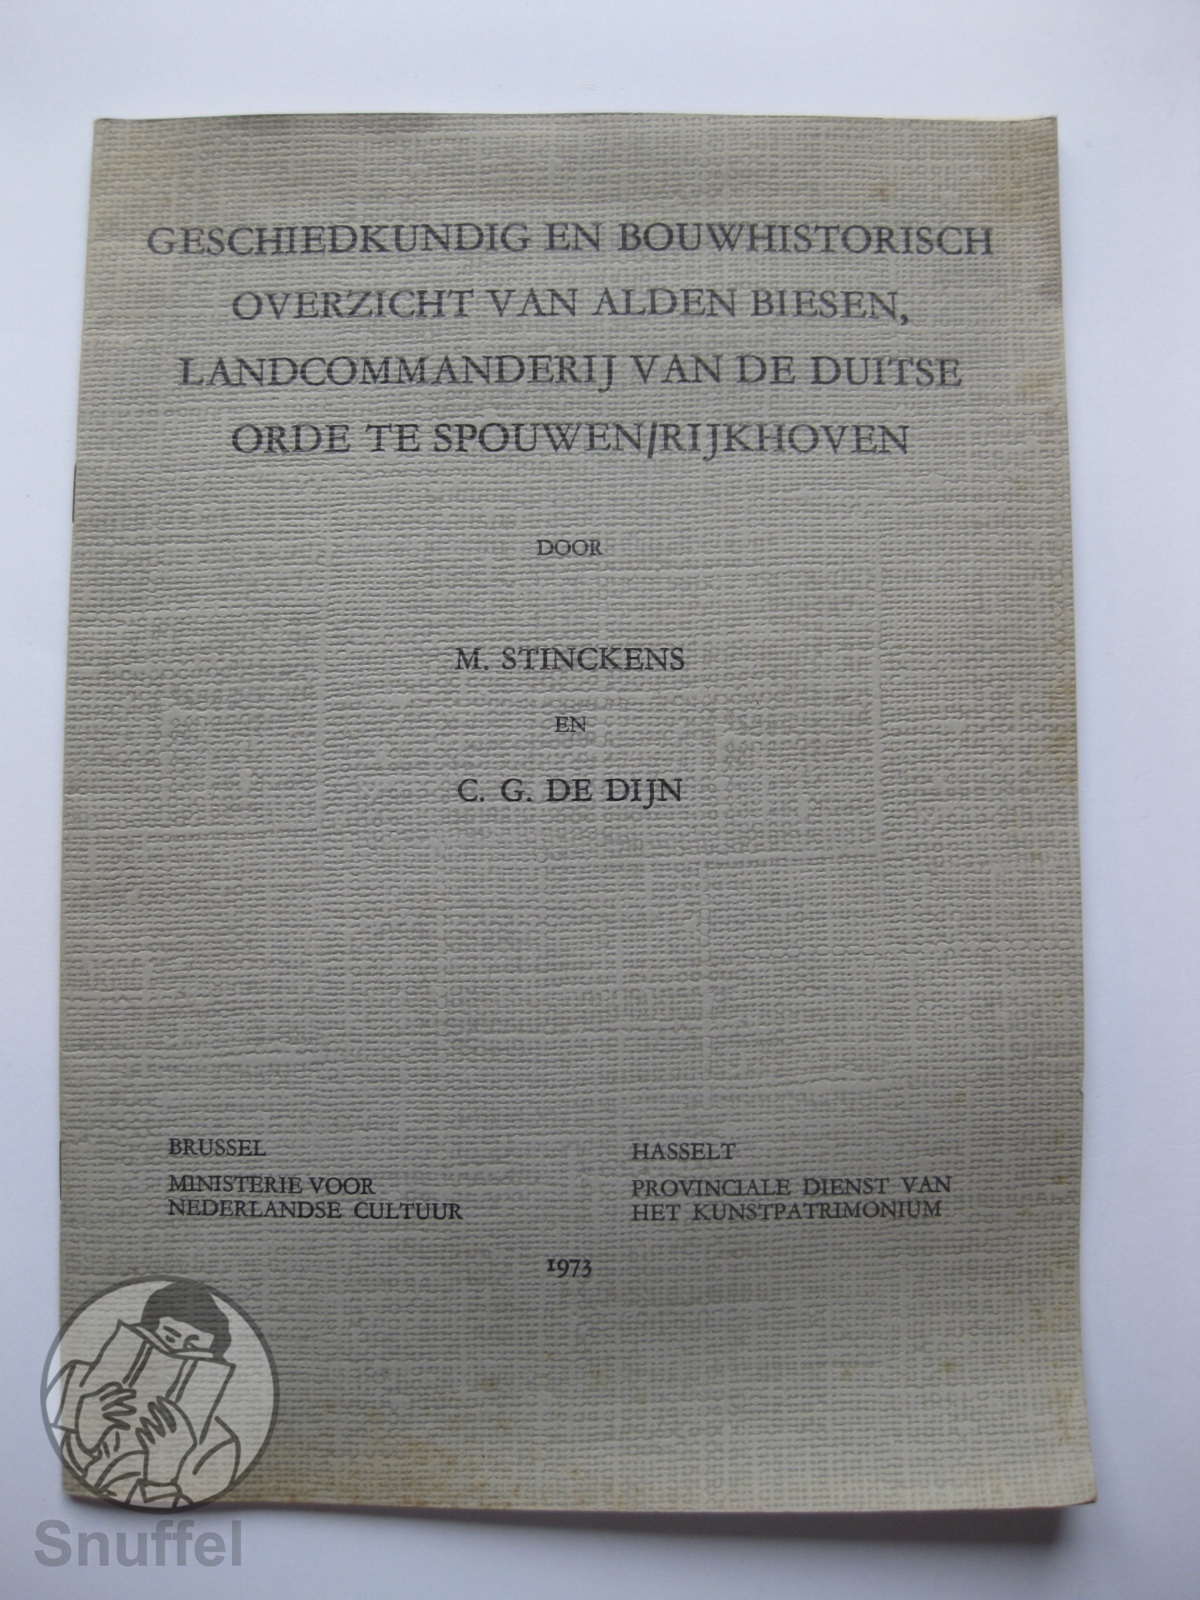 GESCHIEDKUNDIG EN BOUWHISTORISCH
OVERZICHT VAN ALDEN BIESEN,
LANDCOMMANDERIJ VAN DE DUITSE
ORDE TE SPOUWEN/RIJKHOVEN
DOOR
M. STINCKENS
EN
C. G. DE DIJN
BRUSSEL
MINISTERIE VOOR
NEDERLANDSE CULTUUR
HASSELT
PROVINCIALE DIENST VAN
HET KUNSTPATRIMONIUM
1973
Snuffel